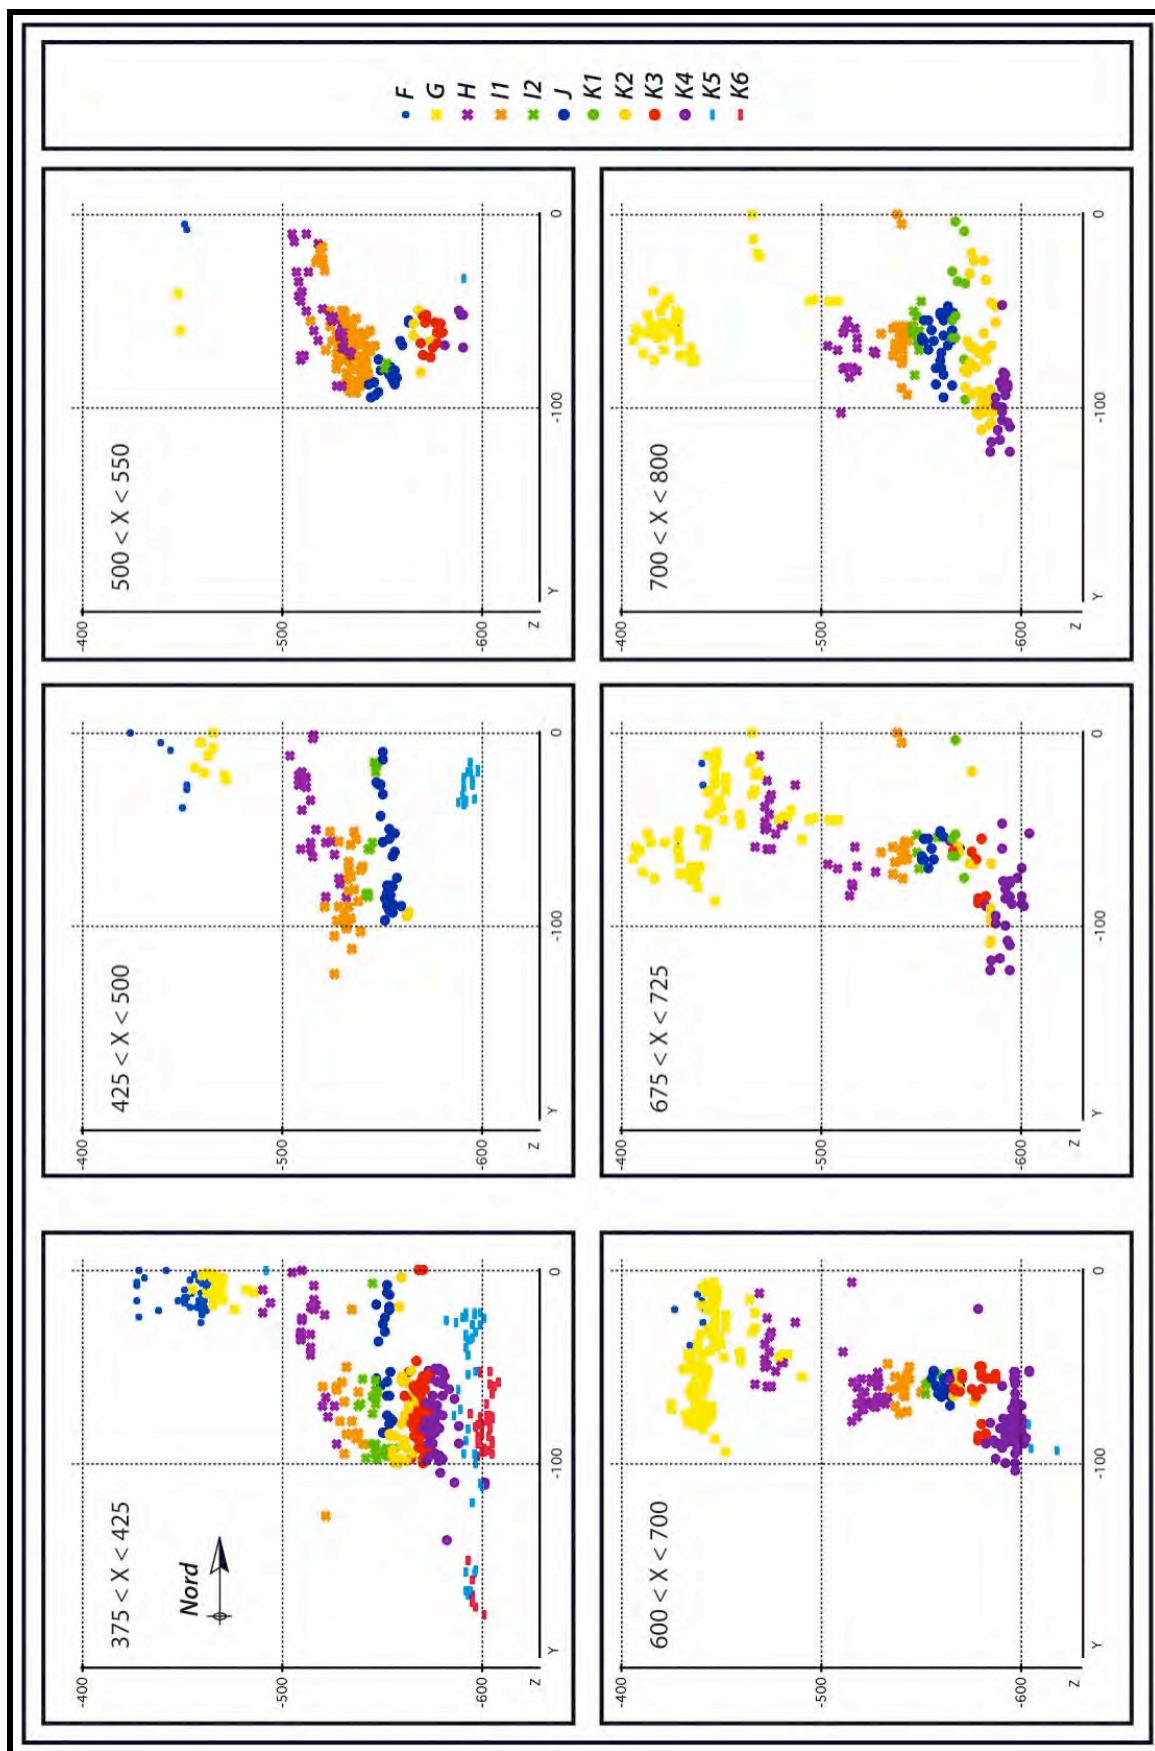 375 < X < 425
Nord
-400
-500
-600
Z
Y
-100
0
425 < X < 500
-400
-500
-600
Z
Y
-100
0
500 < X < 550
-400
-500
-600
Z
Y
-100
0
F
G
H
I1
I2
J
K1
K2
K3
K4
K5
K6
600 < X < 700
-400
-500
-600
Z
Y
-100
0
675 < X < 725
-400
-500
-600
Z
Y
-100
0
700 < X < 800
-400
-500
-600
Z
Y
-100
0